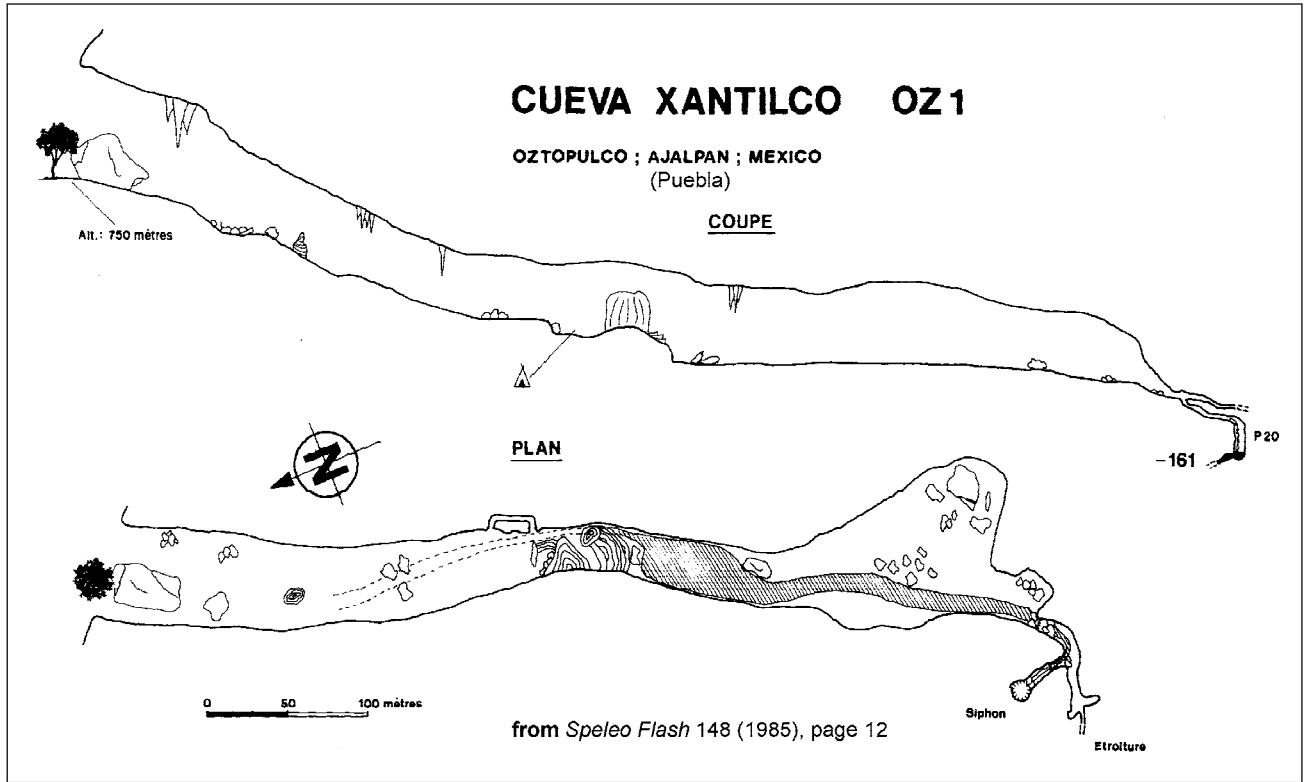 CUEVA XANTILCO OZ1
OZTOPULCO ; AJALPAN ; MEXICO
(Puebla)
COUPE
Alt.: 750 mètres
P20
-161
PLAN
N
0 50 100 mètres
Siphon
Etroiture
from Speleo Flash 148 (1985), page 12